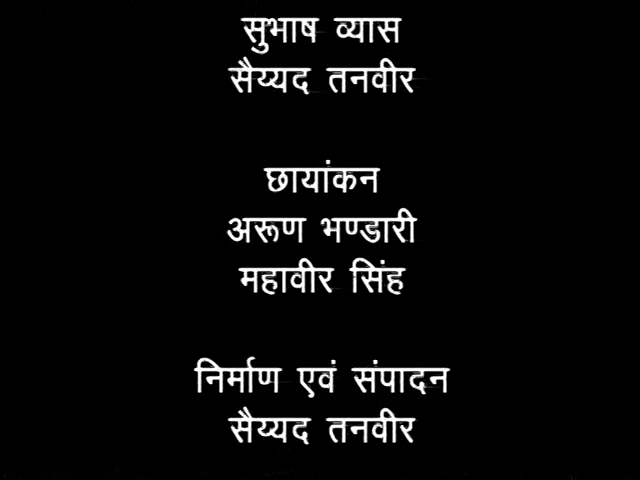 सुभाष व्यास
सैय्यद तनवीर
छायांकन
अरूण भण्डारी
महावीर सिंह
निर्माण एवं संपादन
सैय्यद तनवीर